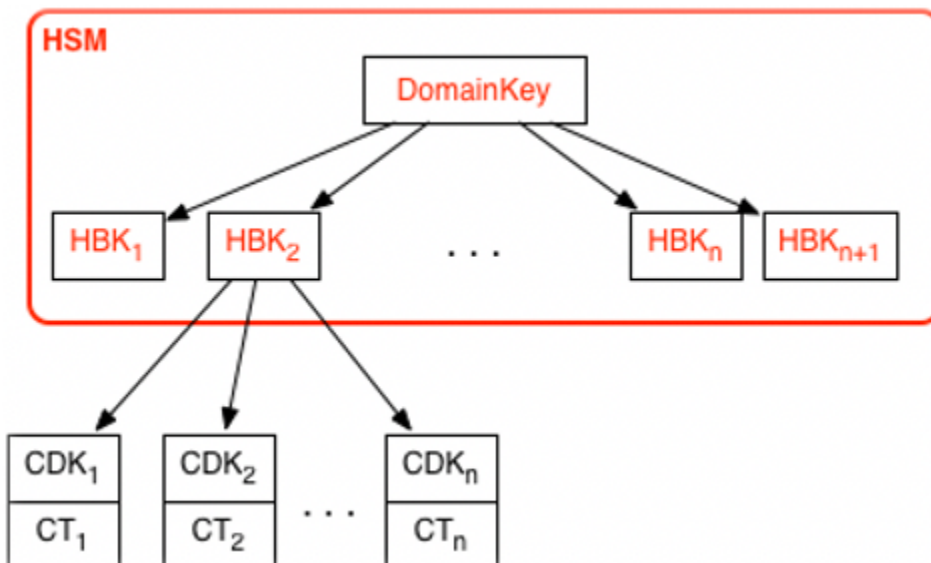 HSM
DomainKey
HBK₁ HBK₂ . . . HBKₙ HBKₙ₊₁
CDK₁ CDK₂ CDKₙ
CT₁ CT₂ . . . CTₙ